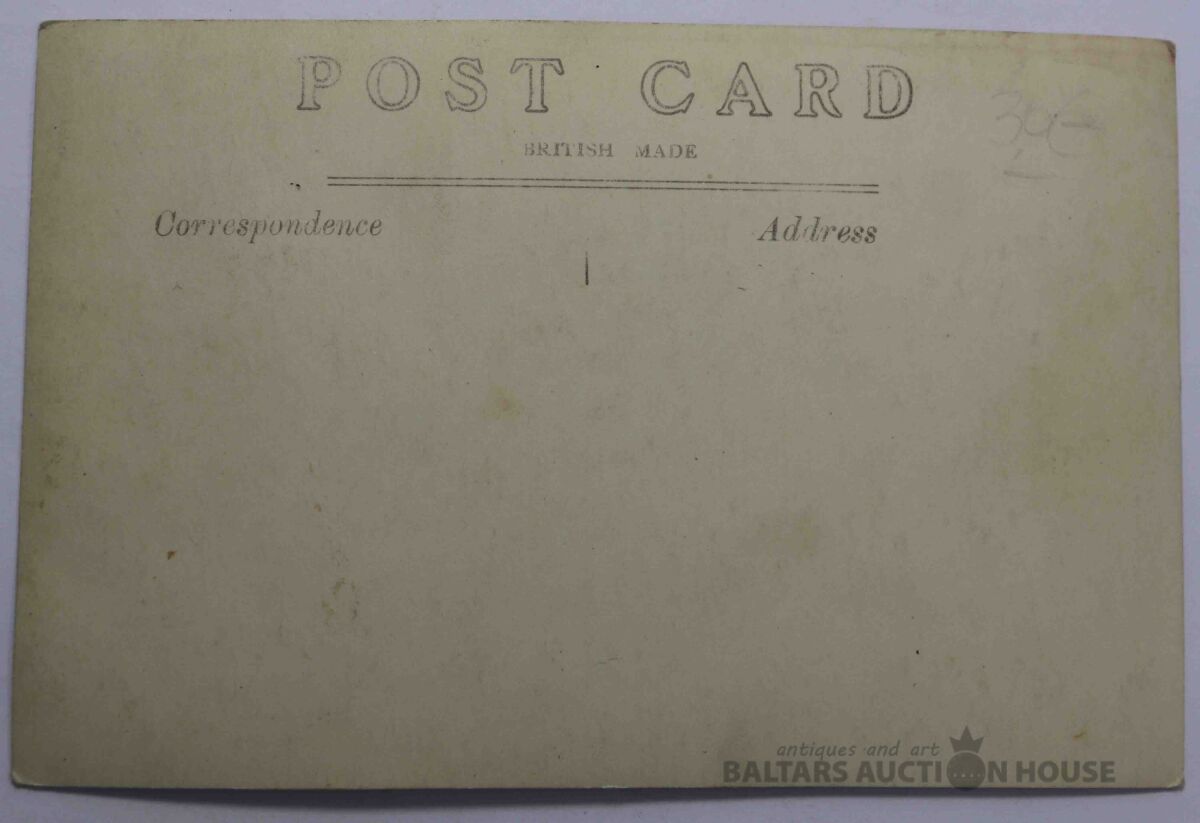 POST CARD
BRITISH MADE
Correspondence
Address
antiques and art
BALTARS AUCTION HOUSE